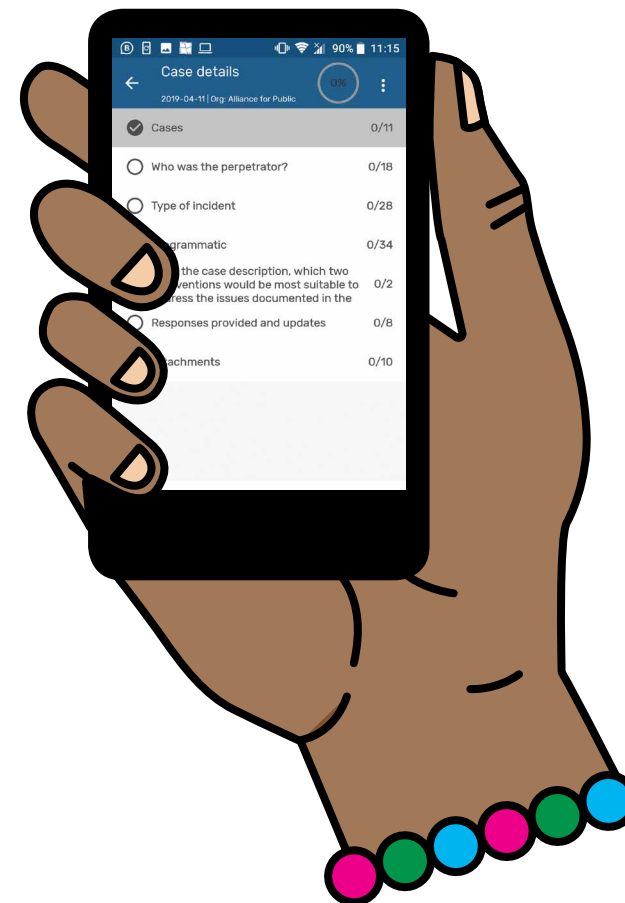 90% 11:15
Case details
0%
2019-04-11 | Org: Alliance for Public
Cases 0/11
Who was the perpetrator? 0/18
Type of incident 0/28
grammatic 0/34
the case description, which two
ventions would be most suitable to 0/2
ress the issues documented in the
Responses provided and updates 0/8
achments 0/10